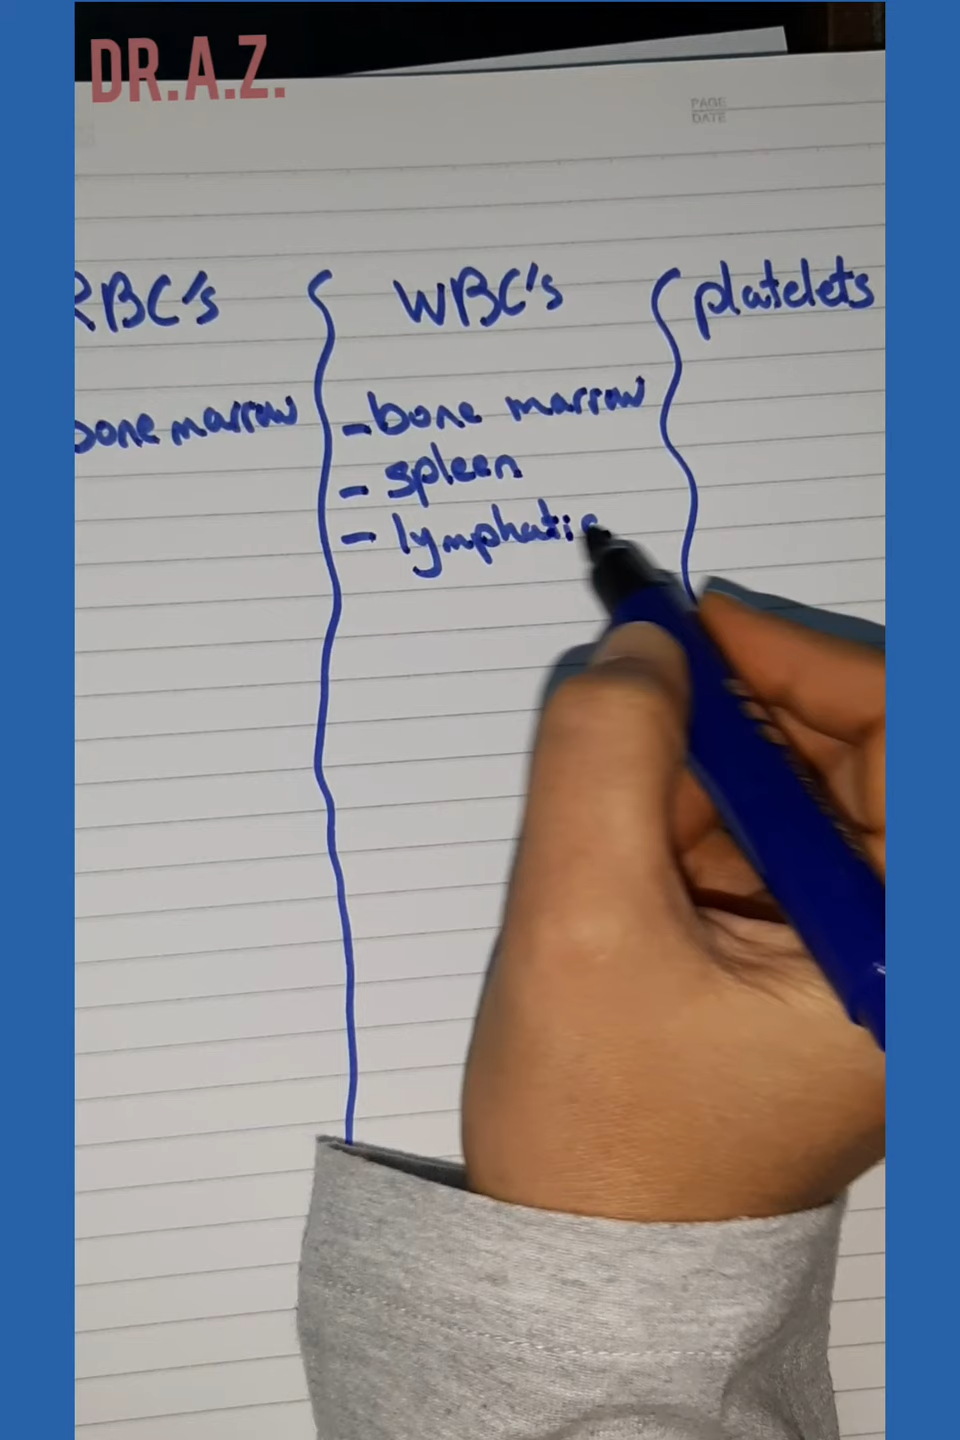 DR.A.Z.
PAGE
DATE
RBC's
WBC's
platelets
bone marrow
- bone marrow
- spleen
- lymphatic